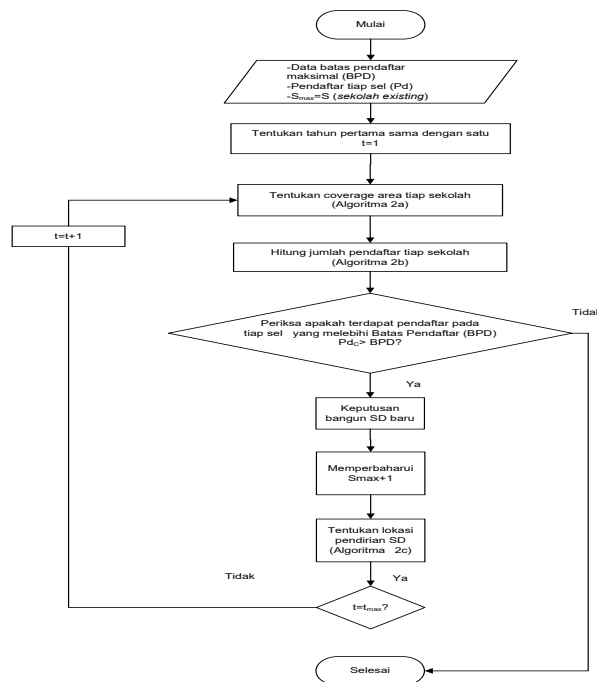 Mulai
-Data batas pendaftar
maksimal (BPD)
-Pendaftar tiap sel (Pd)
-Smax=S (sekolah existing)
Tentukan tahun pertama sama dengan satu
t=1
Tentukan coverage area tiap sekolah
(Algoritma 2a)
t=t+1
Hitung jumlah pendaftar tiap sekolah
(Algoritma 2b)
Periksa apakah terdapat pendaftar pada
tiap sel yang melebihi Batas Pendaftar (BPD)
PdC> BPD?
Tidak
Ya
Keputusan
bangun SD baru
Memperbaharui
Smax+1
Tentukan lokasi
pendirian SD
(Algoritma 2c)
Tidak
Ya
t=tmax?
Selesai